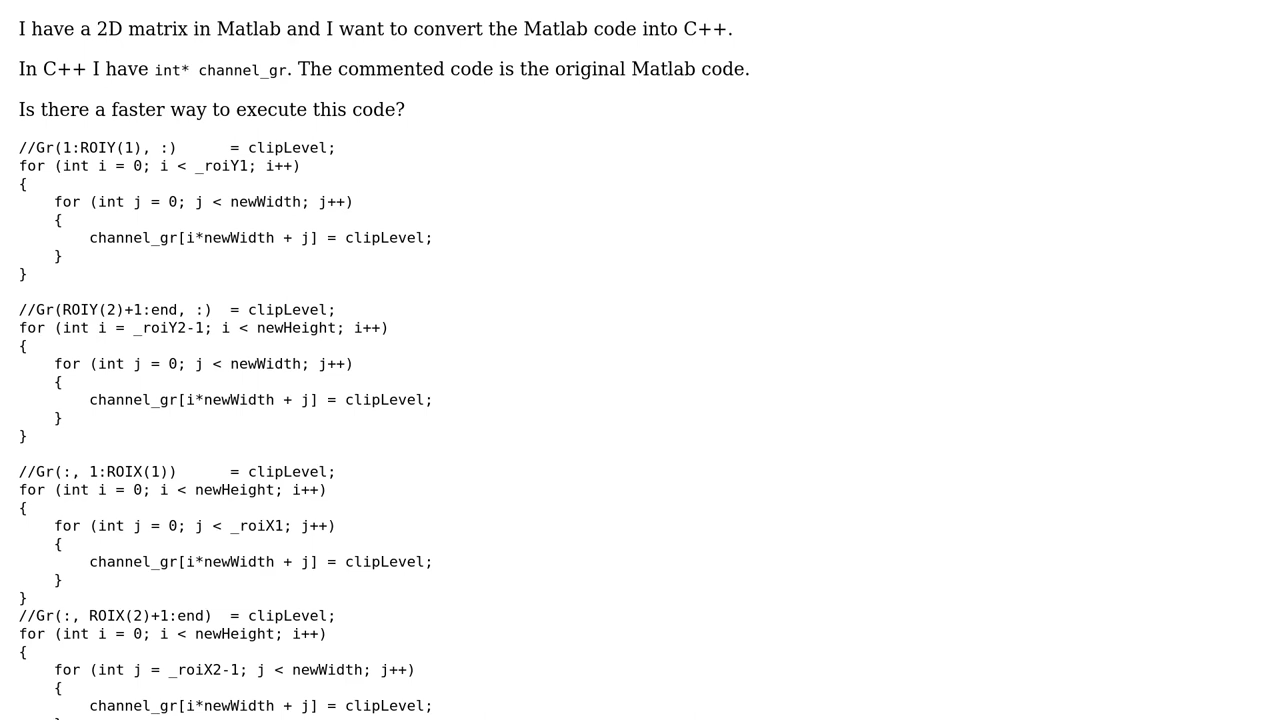 I have a 2D matrix in Matlab and I want to convert the Matlab code into C++.
In C++ I have int* channel_gr. The commented code is the original Matlab code.
Is there a faster way to execute this code?
//Gr(1:ROIY(1), :)      = clipLevel;
for (int i = 0; i < _roiY1; i++)
{
    for (int j = 0; j < newWidth; j++)
    {
        channel_gr[i*newWidth + j] = clipLevel;
    }
}
//Gr(ROIY(2)+1:end, :)  = clipLevel;
for (int i = _roiY2-1; i < newHeight; i++)
{
    for (int j = 0; j < newWidth; j++)
    {
        channel_gr[i*newWidth + j] = clipLevel;
    }
}
//Gr(:, 1:ROIX(1))      = clipLevel;
for (int i = 0; i < newHeight; i++)
{
    for (int j = 0; j < _roiX1; j++)
    {
        channel_gr[i*newWidth + j] = clipLevel;
    }
}
//Gr(:, ROIX(2)+1:end)  = clipLevel;
for (int i = 0; i < newHeight; i++)
{
    for (int j = _roiX2-1; j < newWidth; j++)
    {
        channel_gr[i*newWidth + j] = clipLevel;